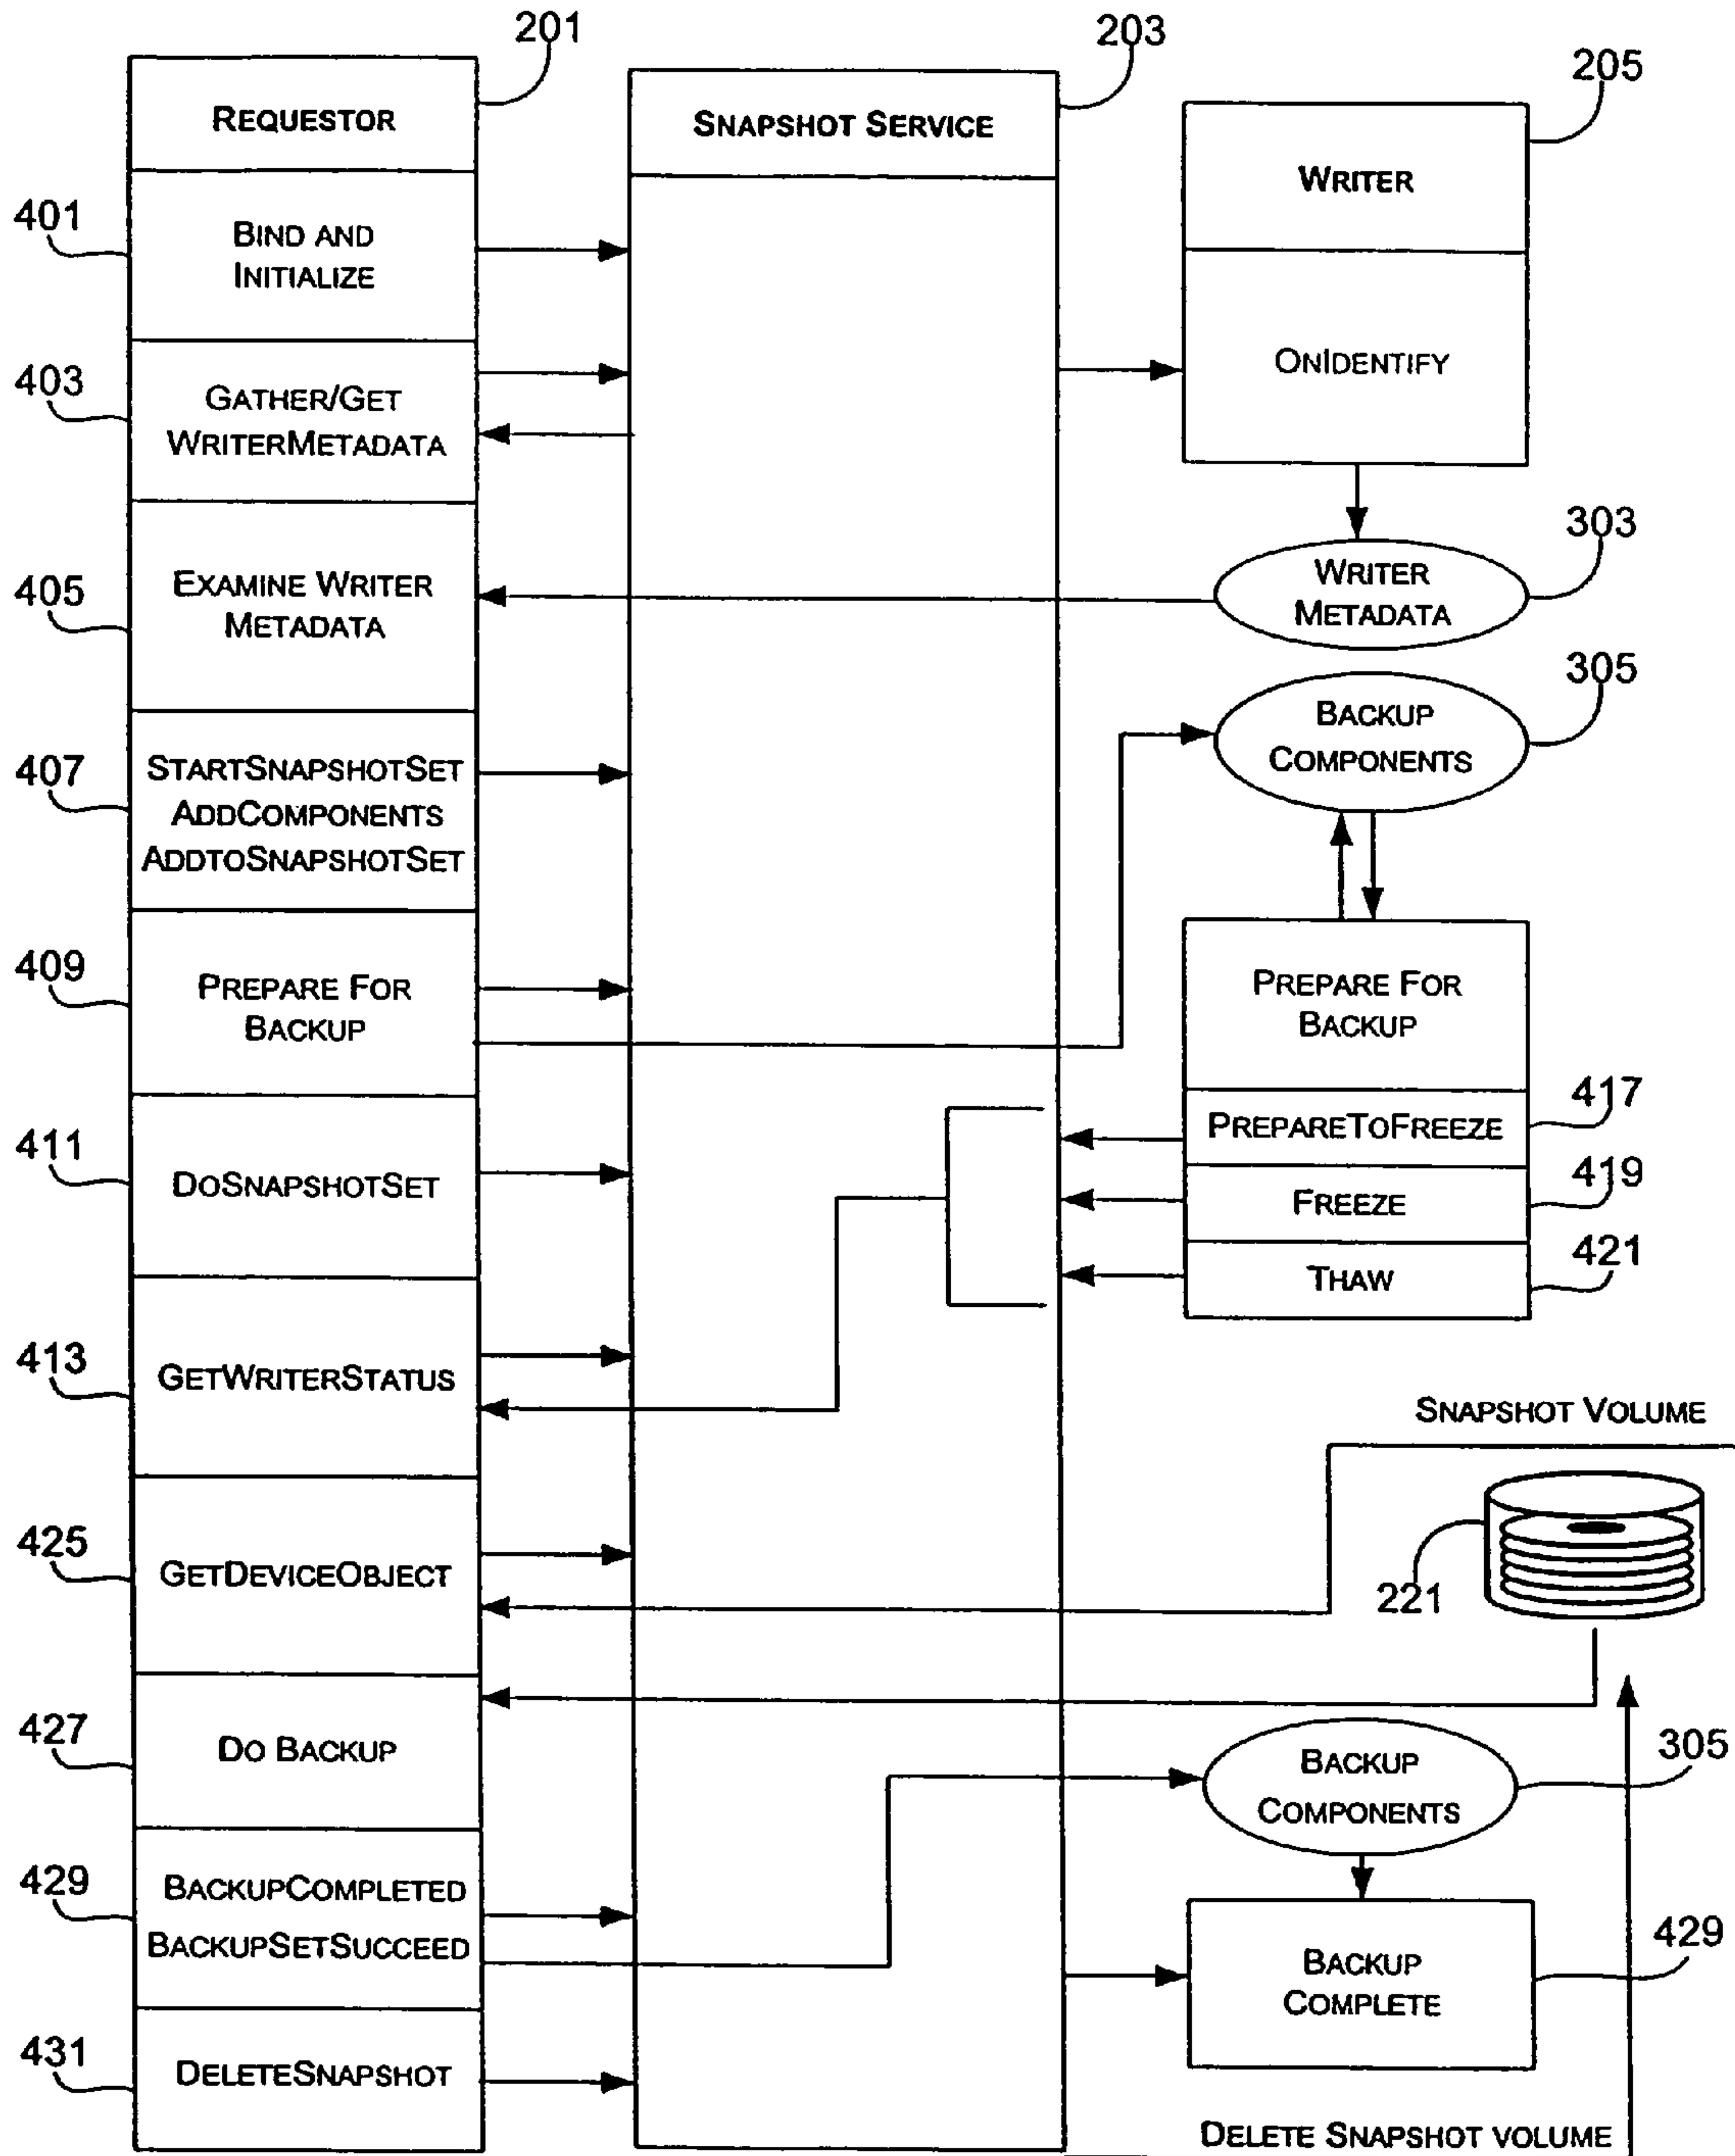 201
203
205
REQUESTOR
SNAPSHOT SERVICE
WRITER
401
BIND AND
INITIALIZE
ONIDENTIFY
403
GATHER/GET
WRITERMETADATA
303
WRITER
METADATA
405
EXAMINE WRITER
METADATA
305
BACKUP
COMPONENTS
407
STARTSNAPSHOTSET
ADDCOMPONENTS
ADDTOSNAPSHOTSET
409
PREPARE FOR
BACKUP
PREPARE FOR
BACKUP
417
PREPARETOFREEZE
411
DOSNAPSHOTSET
419
FREEZE
421
THAW
413
GETWRITERSTATUS
SNAPSHOT VOLUME
425
GETDEVICEOBJECT
221
427
DO BACKUP
305
BACKUP
COMPONENTS
429
BACKUPCOMPLETED
BACKUPSETSUCCEED
429
BACKUP
COMPLETE
431
DELETESNAPSHOT
DELETE SNAPSHOT VOLUME